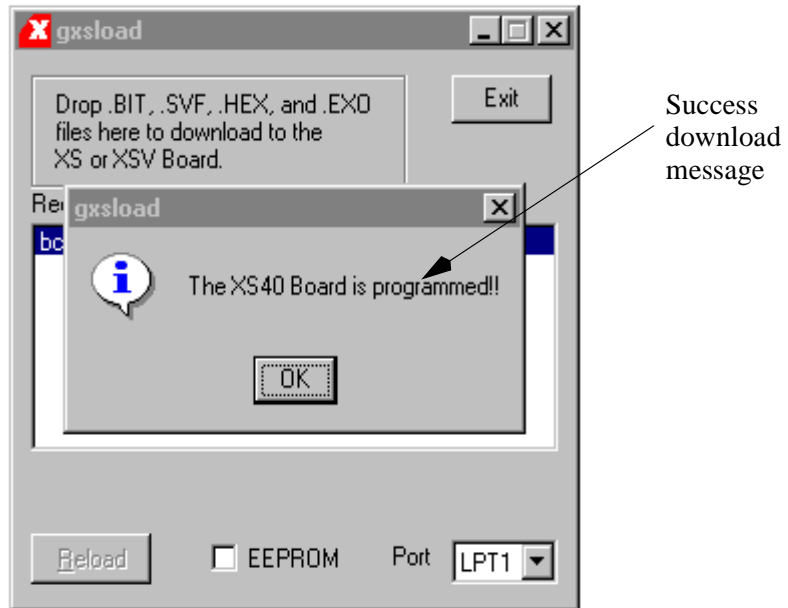 gxsload
Drop .BIT, .SVF, .HEX, and .EXO
files here to download to the
XS or XSV Board.
Exit
Success
download
message
gxsload
The XS40 Board is programmed!!
OK
Reload
EEPROM
Port
LPT1